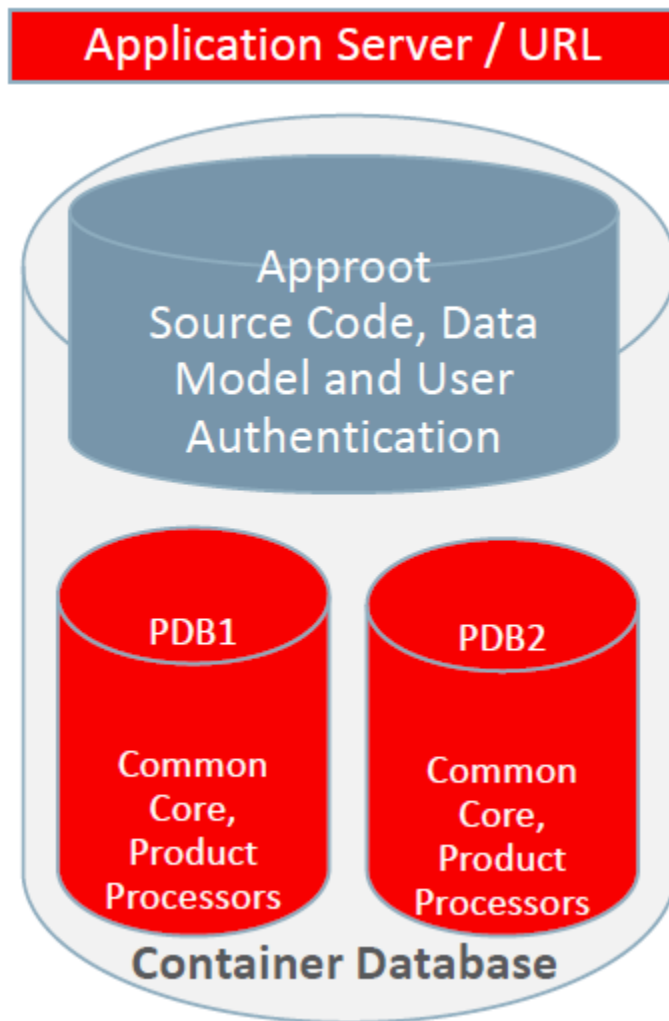 Application Server / URL
Approot
Source Code, Data
Model and User
Authentication
PDB1
Common
Core,
Product
Processors
PDB2
Common
Core,
Product
Processors
Container Database